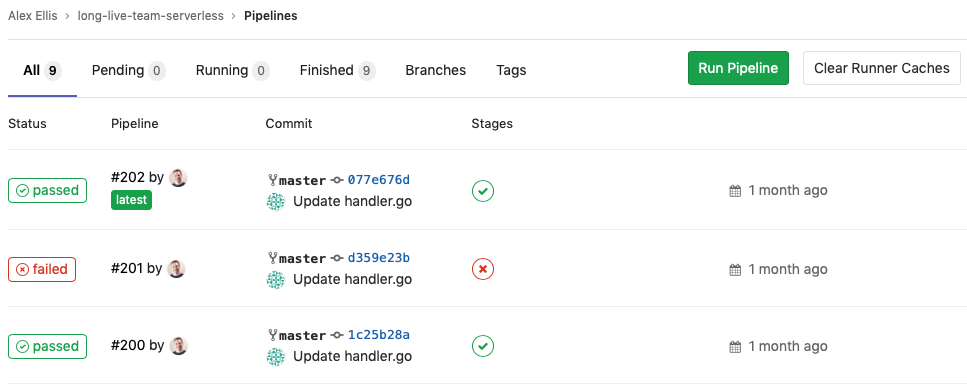 Alex Ellis › long-live-team-serverless › Pipelines
All 9 Pending 0 Running 0 Finished 9 Branches Tags Run Pipeline Clear Runner Caches
Status Pipeline Commit Stages
passed #202 by latest master 077e676d Update handler.go 1 month ago
failed #201 by master d359e23b Update handler.go 1 month ago
passed #200 by master 1c25b28a Update handler.go 1 month ago